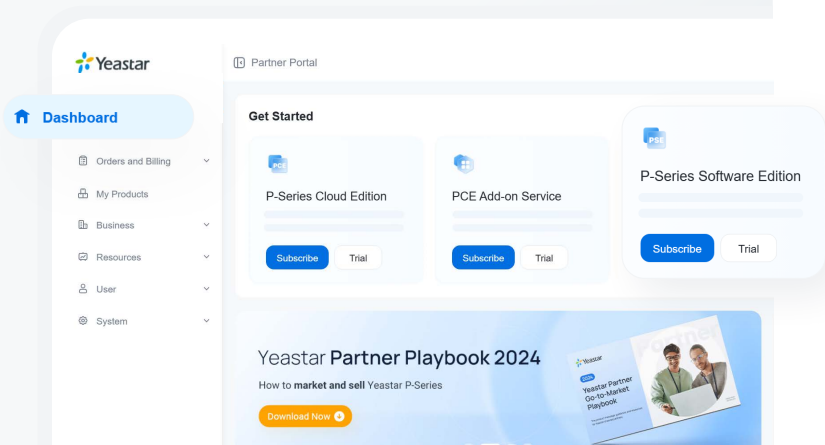 Yeastar
Partner Portal
Dashboard
Orders and Billing
My Products
Business
Resources
User
System
Get Started
PCE
P-Series Cloud Edition
Subscribe
Trial
PCE Add-on Service
Subscribe
Trial
PSE
P-Series Software Edition
Subscribe
Trial
Yeastar Partner Playbook 2024
How to market and sell Yeastar P-Series
Download Now
Yeastar
Partner
Yeastar Partner
Go-to-Market
Playbook